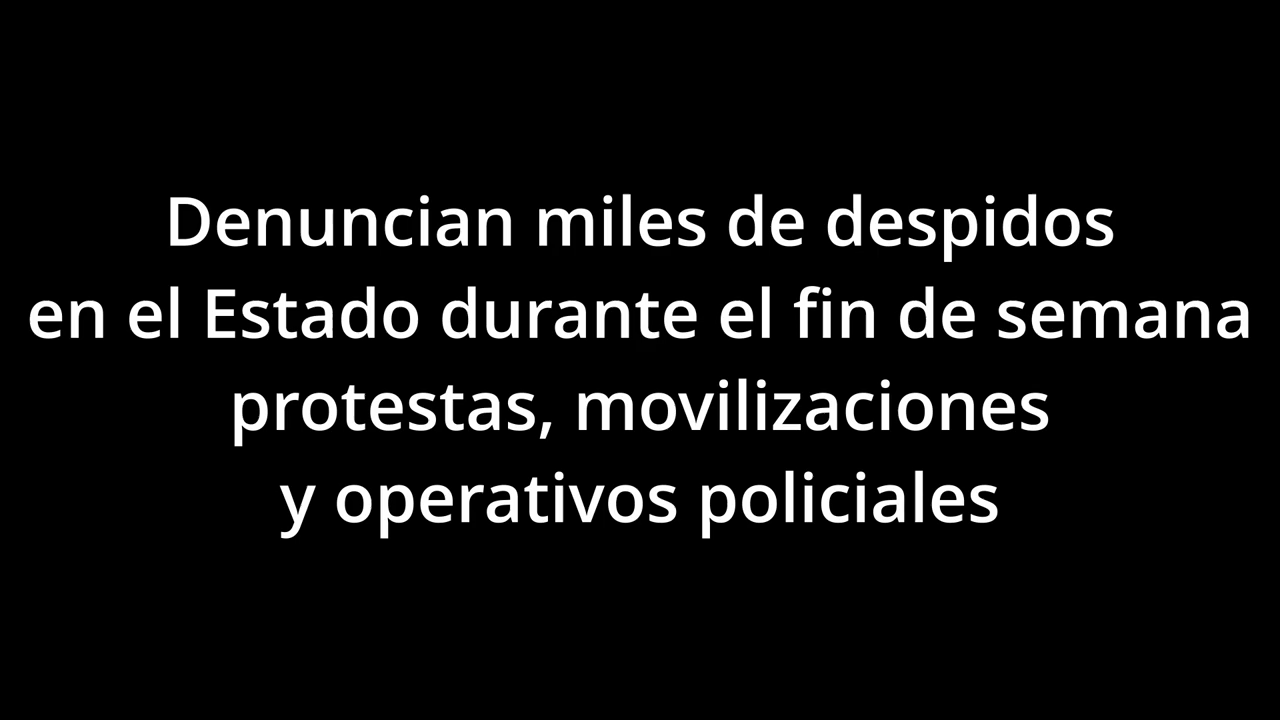 Denuncian miles de despidos
en el Estado durante el fin de semana
protestas, movilizaciones
y operativos policiales